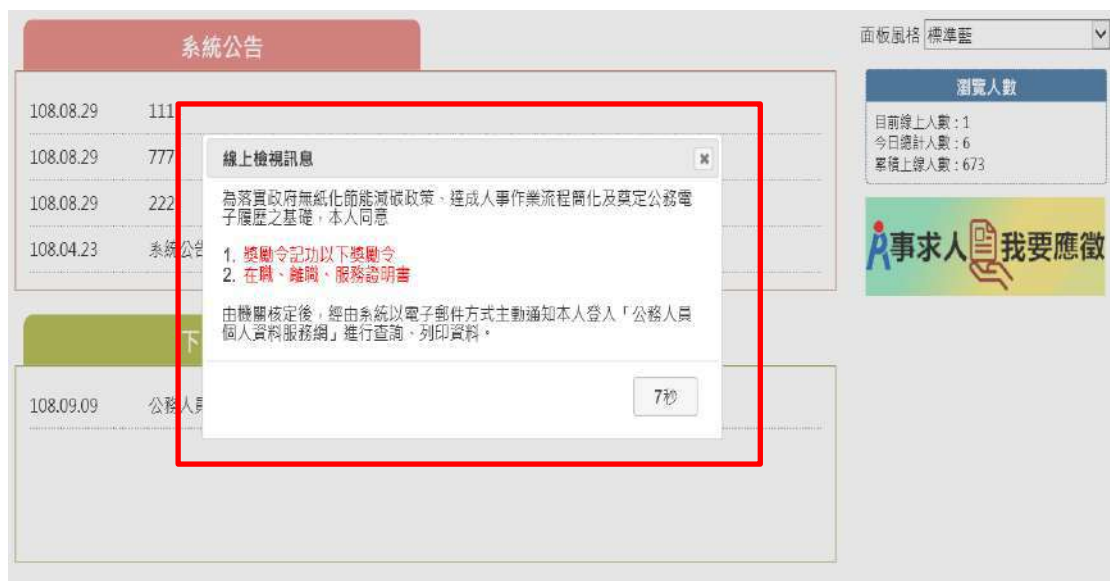 系統公告
108.08.29 111
108.08.29 777
108.08.29 222
108.04.23 系統公告
線上檢視訊息
為落實政府無紙化節能減碳政策、達成人事作業流程簡化及奠定公務電
子履歷之基礎,本人同意
1. 獎勵令記功以下獎勵令
2. 在職、離職、服務證明書
由機關核定後,經由系統以電子郵件方式主動通知本人登入「公務人員
個人資料服務網」進行查詢、列印資料。
7秒
下
108.09.09 公務人員
面板風格 標準藍
瀏覽人數
目前線上人數:1
今日總計人數:6
累積上線人數:673
事求人 我要應徵